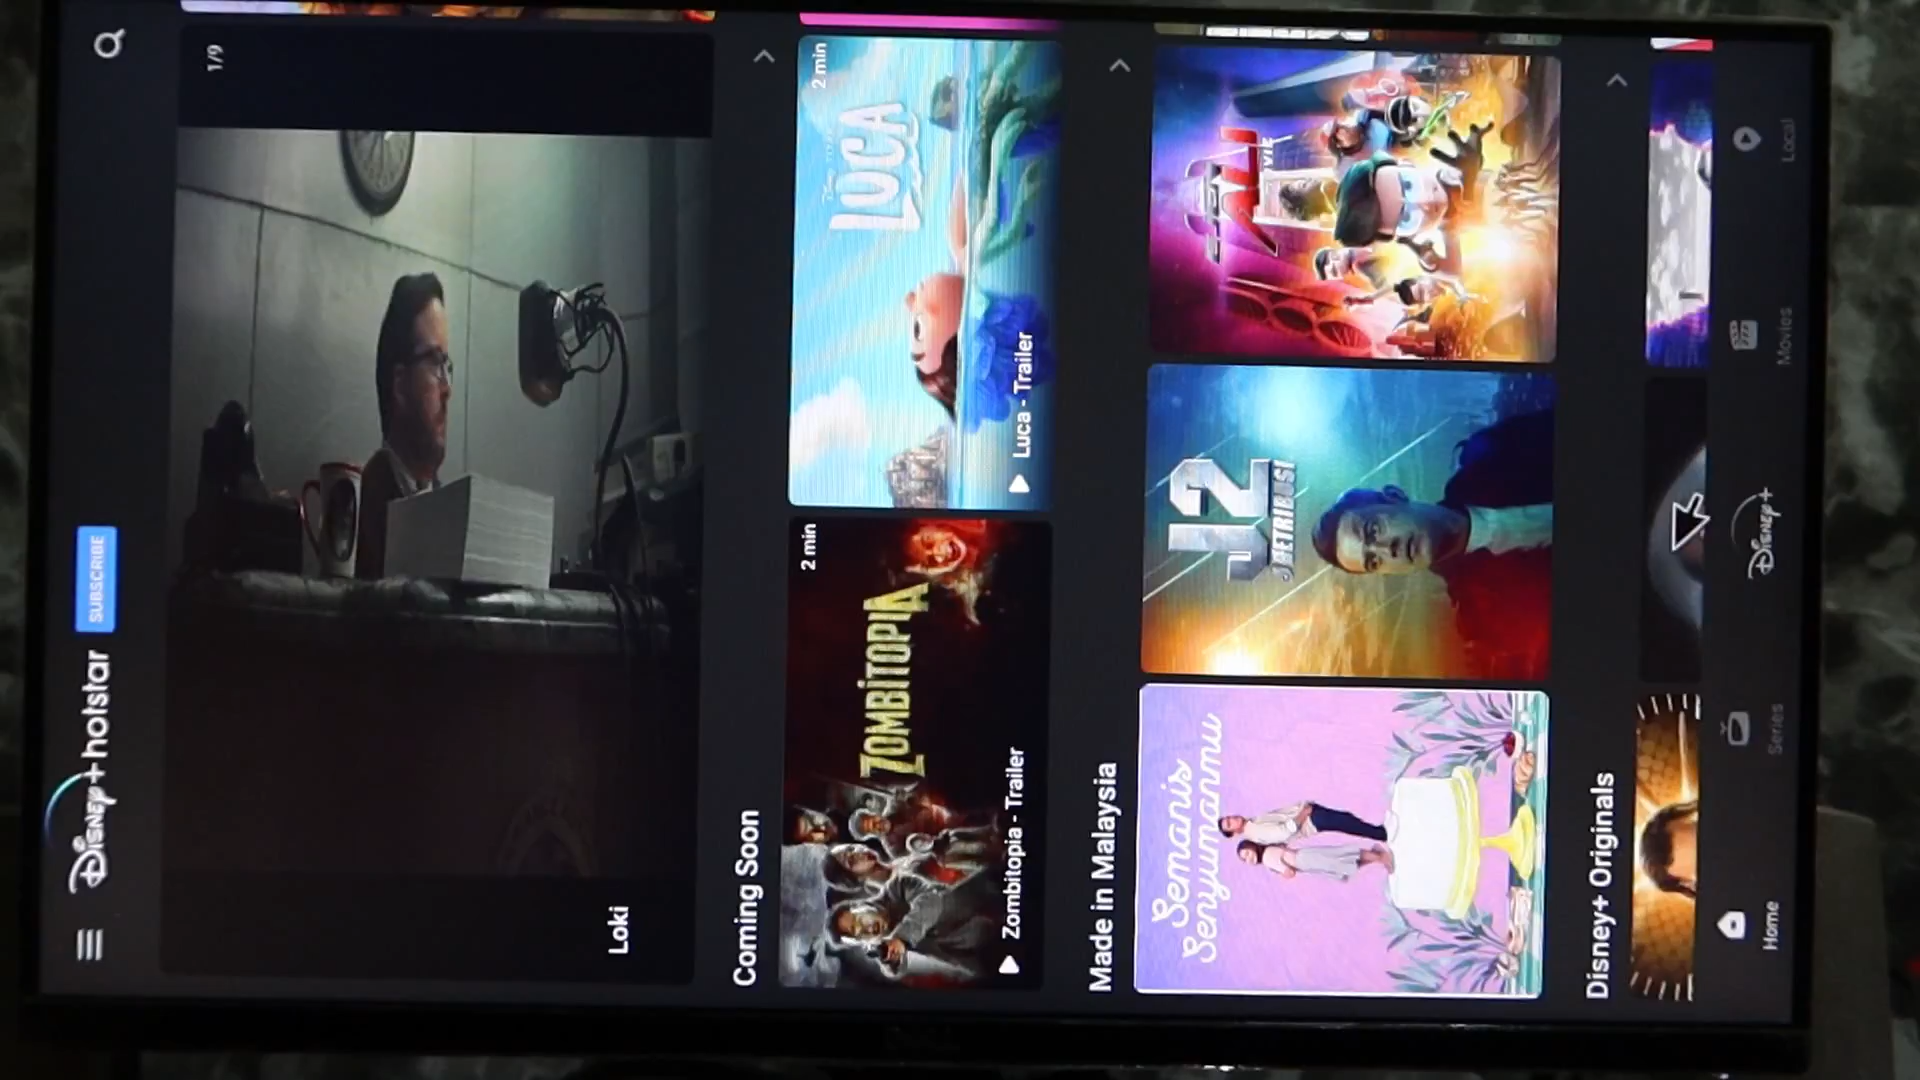 Disney+ hotstar
SUBSCRIBE
1/9
Loki
Coming Soon
2 min
ZOMBITOPIA
Zombitopia - Trailer
2 min
LUCA
Luca - Trailer
Made in Malaysia
Semanis
Senyumanmu
J2
J RETRIBUSI
Disney+ Originals
Home
Series
Disney+
Movies
Local